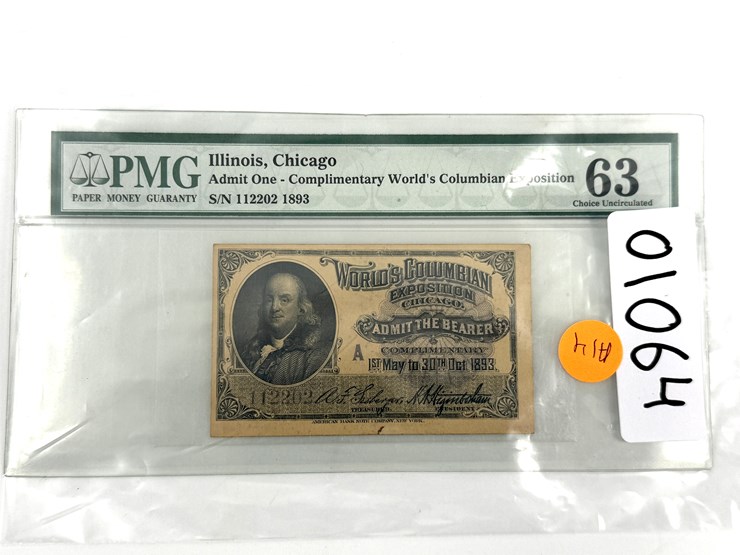 PMG
PAPER MONEY GUARANTY
Illinois, Chicago
Admit One - Complimentary World's Columbian Exposition
S/N 112202 1893
63
Choice Uncirculated
WORLD'S COLUMBIAN
EXPOSITION
CHICAGO,
ADMIT THE BEARER
A
COMPLIMENTARY
1ST May to 30TH Oct 1893.
112202
TREASURER.
PRESIDENT
AMERICAN BANK NOTE COMPANY, NEW YORK.
01064